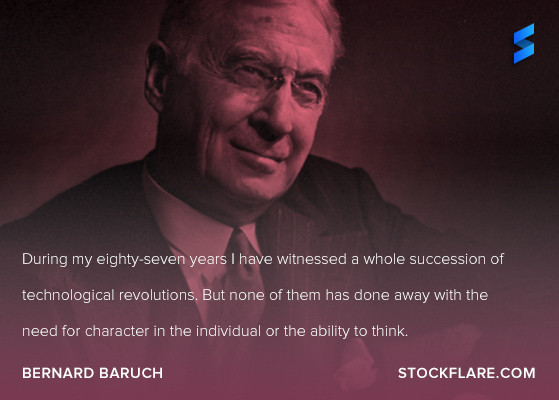 During my eighty-seven years I have witnessed a whole succession of
technological revolutions. But none of them has done away with the
need for character in the individual or the ability to think.
BERNARD BARUCH
STOCKFLARE.COM